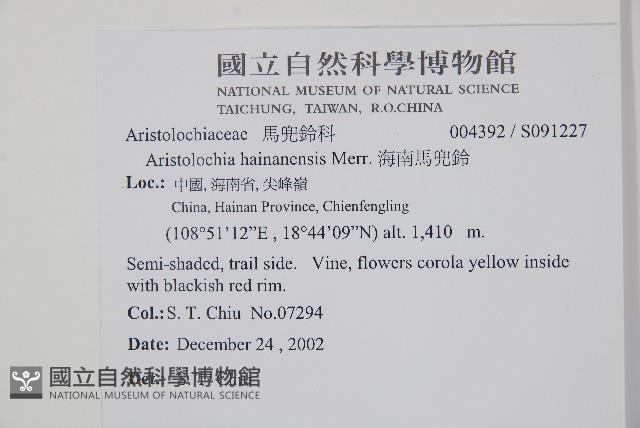 國立自然科學博物館
NATIONAL MUSEUM OF NATURAL SCIENCE
TAICHUNG, TAIWAN, R.O.CHINA
Aristolochiaceae 馬兜鈴科 004392 / S091227
Aristolochia hainanensis Merr. 海南馬兜鈴
Loc.: 中國, 海南省, 尖峰嶺
China, Hainan Province, Chienfengling
(108°51’12”E , 18°44’09”N) alt. 1,410 m.
Semi-shaded, trail side. Vine, flowers corola yellow inside
with blackish red rim.
Col.: S. T. Chiu No.07294
Date: December 24 , 2002
國立自然科學博物館
NATIONAL MUSEUM OF NATURAL SCIENCE